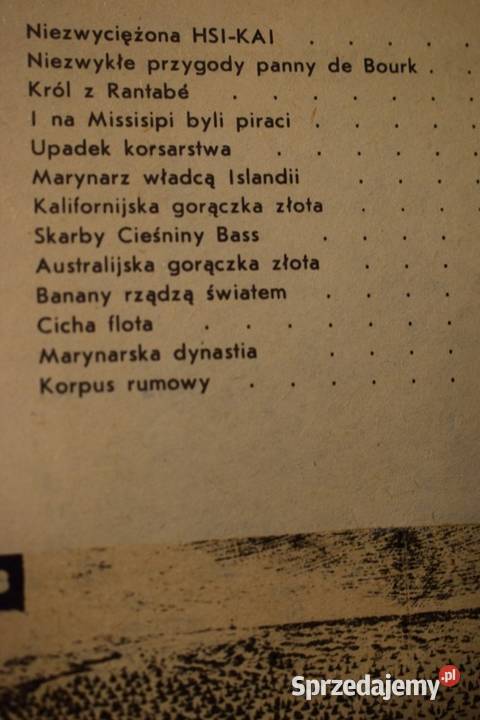 Niezwyciężona HSI-KAI . . . . .
Niezwykłe przygody panny de Bourk . .
Król z Rantabé . . . . . . .
I na Missisipi byli piraci . . . . .
Upadek korsarstwa . . . . .
Marynarz władcą Islandii . . . .
Kalifornijska gorączka złota . . . .
Skarby Cieśniny Bass . . . .
Australijska gorączka złota . . .
Banany rządzą światem . . . .
Cicha flota . . . . . . .
Marynarska dynastia . . . .
Korpus rumowy . . . . . .
Sprzedajemy.pl